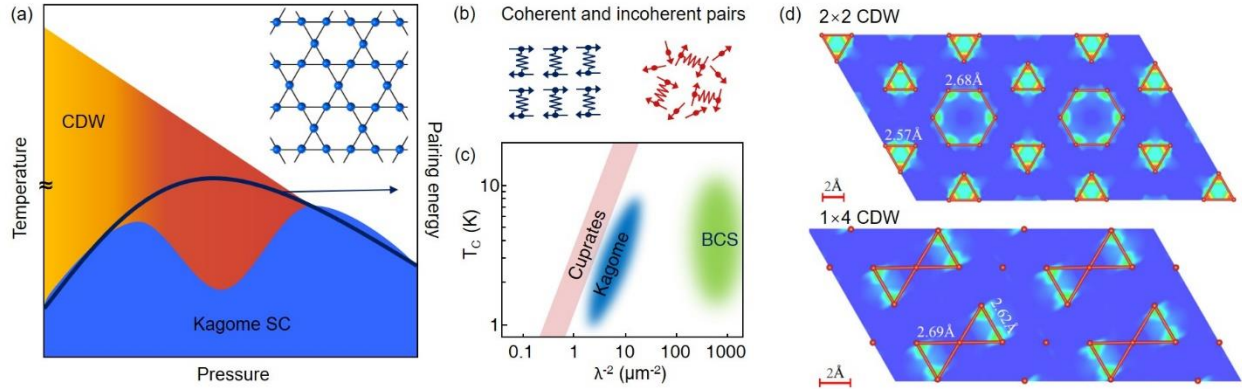 (a)
CDW
Kagome SC
Temperature
≈
Pressure
Pairing energy
(b)
Coherent and incoherent pairs
(c)
10
1
T_C (K)
Cuprates
Kagome
BCS
0.1 1 10 100 1000
λ⁻² (μm⁻²)
(d)
2×2 CDW
2.68Å
2.57Å
2Å
1×4 CDW
2.62Å
2.69Å
2Å